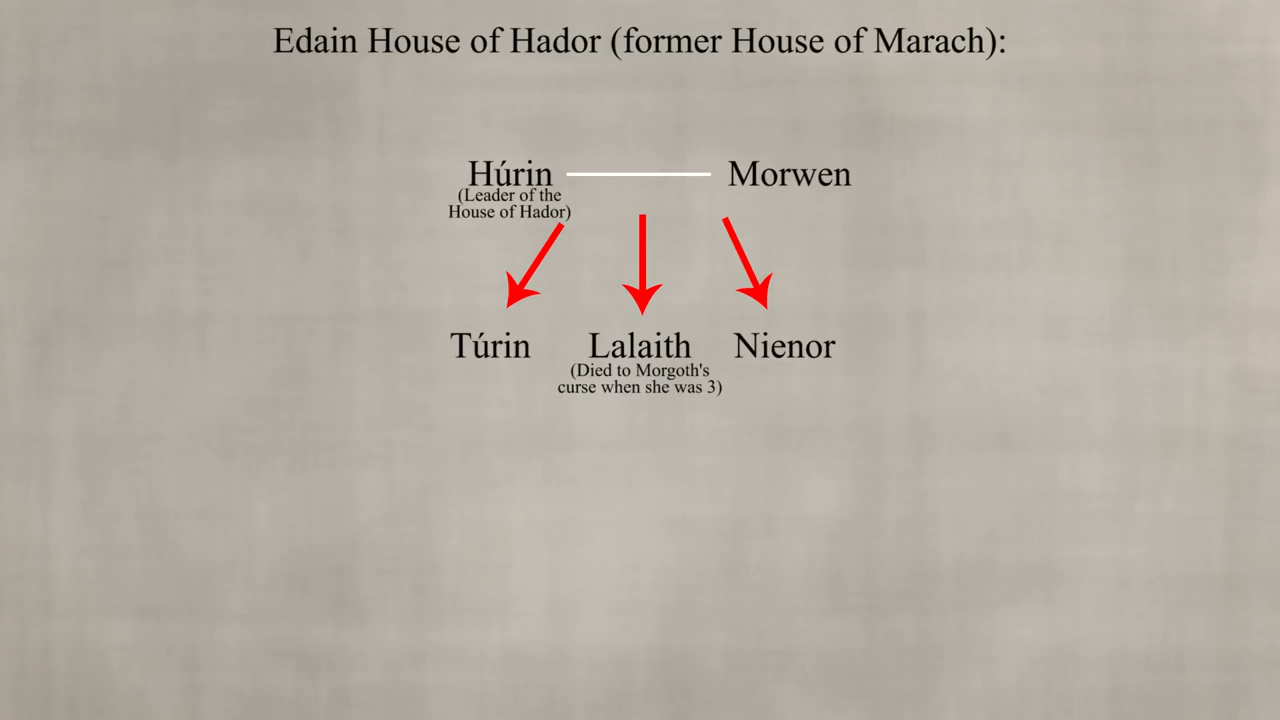 Edain House of Hador (former House of Marach):
Húrin Morwen
(Leader of the
House of Hador)
Túrin Lalaith Nienor
(Died to Morgoth's
curse when she was 3)